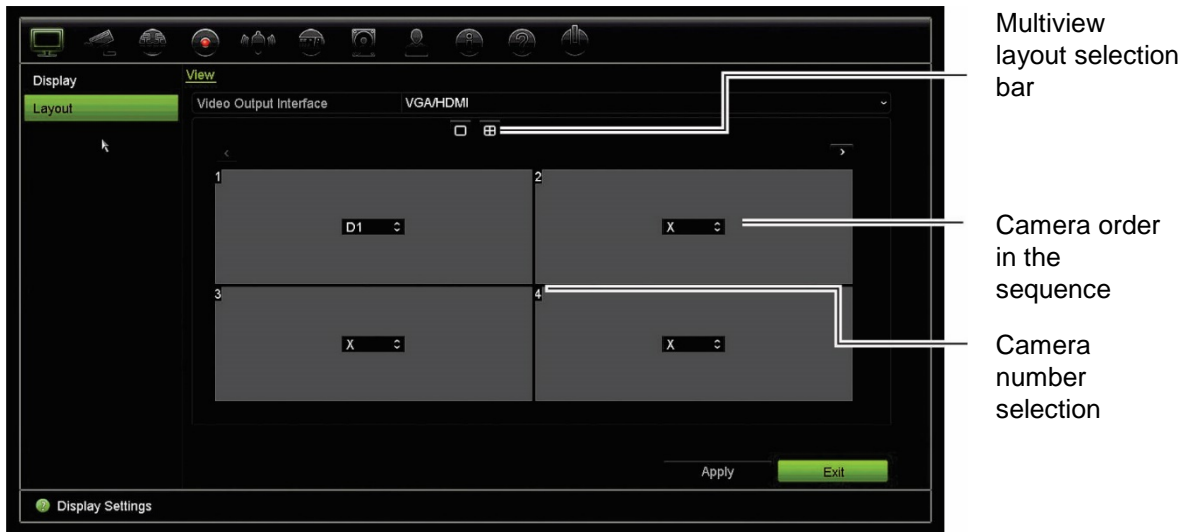 Display
View
Layout
Video Output Interface
VGA/HDMI
1
2
D1
X
3
4
X
X
Apply
Exit
Display Settings
Multiview
layout selection
bar
Camera order
in the
sequence
Camera
number
selection